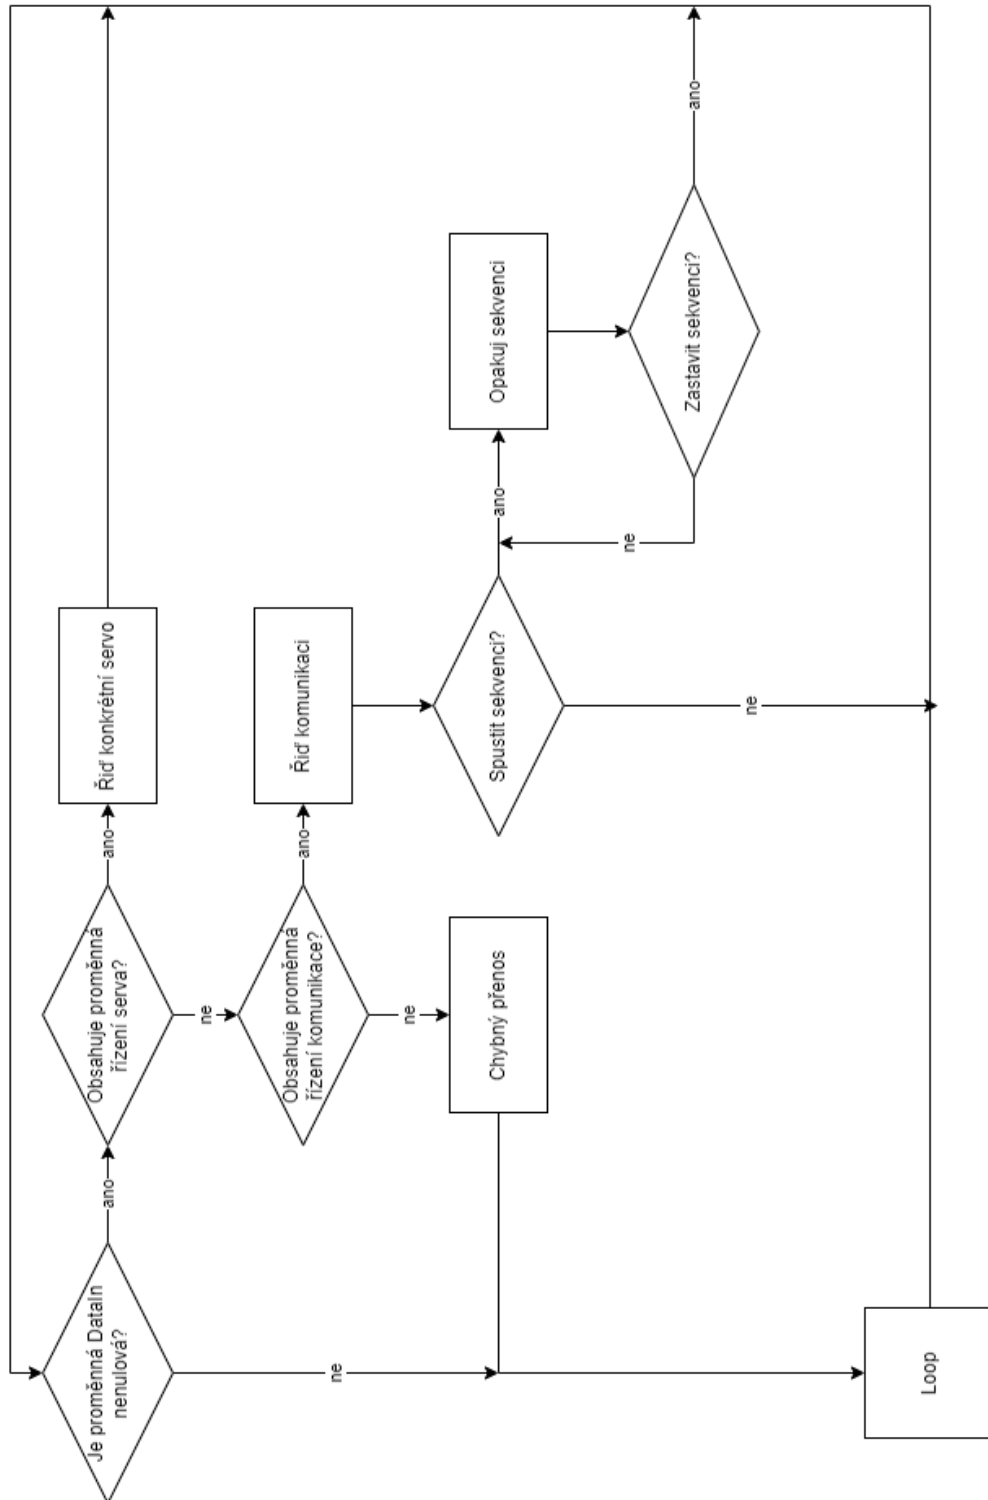 Je proměnná DataIn
nenulová?
ano
Obsahuje proměnná
řízení serva?
ano
Řiď konkrétní servo
ne
Obsahuje proměnná
řízení komunikace?
ano
Řiď komunikaci
ne
ne
Chybný přenos
Spustit sekvenci?
ano
Opakuj sekvenci
ne
Zastavit sekvenci?
ano
ne
Loop